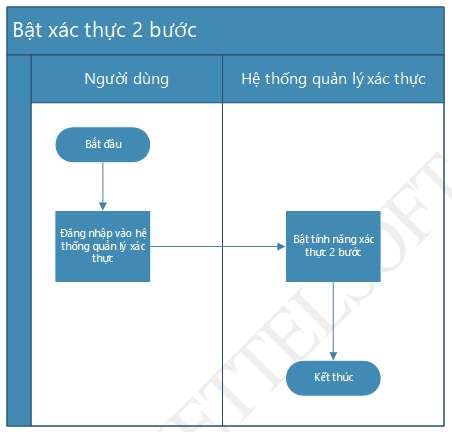 Bật xác thực 2 bước
Người dùng
Hệ thống quản lý xác thực
Bắt đầu
Đăng nhập vào hệ
thống quản lý xác
thực
Bật tính năng xác
thực 2 bước
Kết thúc
ETTELSOFT